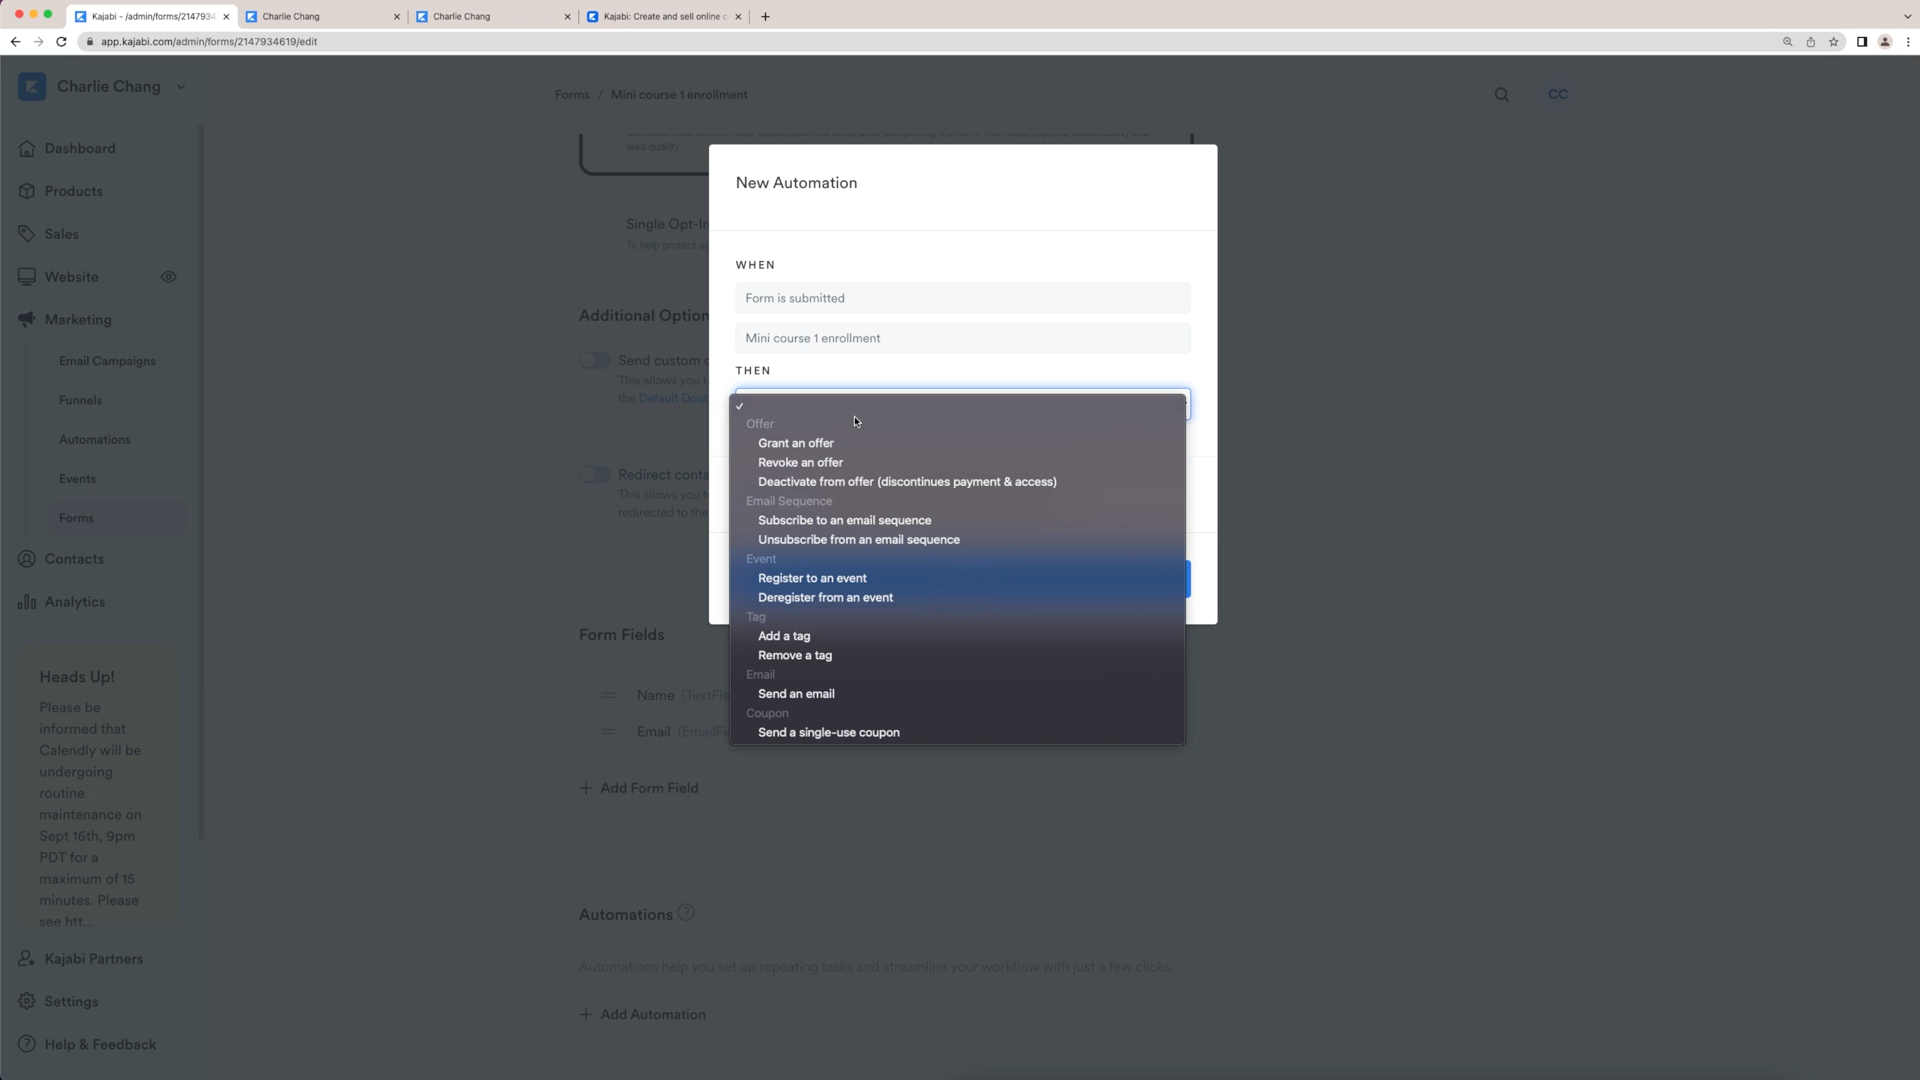 Kajabi - /admin/forms/2147934
Charlie Chang
Charlie Chang
Kajabi: Create and sell online c
app.kajabi.com/admin/forms/2147934619/edit
Charlie Chang
Forms / Mini course 1 enrollment
CC
Dashboard
Products
Sales
Website
Marketing
Email Campaigns
Funnels
Automations
Events
Forms
Contacts
Analytics
Heads Up!
Please be
informed that
Calendly will be
undergoing
routine
maintenance on
Sept 16th, 9pm
PDT for a
maximum of 15
minutes. Please
see htt...
Kajabi Partners
Settings
Help & Feedback
lead quality.
Single Opt-In
To help protect
Additional Option
Send custom
This allows you t
the Default Doub
Redirect conta
This allows you t
redirected to the
Form Fields
Name (TextFie
Email (EmailFie
Add Form Field
Automations
Automations help you set up repeating tasks and streamline your workflow with just a few clicks.
Add Automation
New Automation
WHEN
Form is submitted
Mini course 1 enrollment
THEN
Offer
Grant an offer
Revoke an offer
Deactivate from offer (discontinues payment & access)
Email Sequence
Subscribe to an email sequence
Unsubscribe from an email sequence
Event
Register to an event
Deregister from an event
Tag
Add a tag
Remove a tag
Email
Send an email
Coupon
Send a single-use coupon